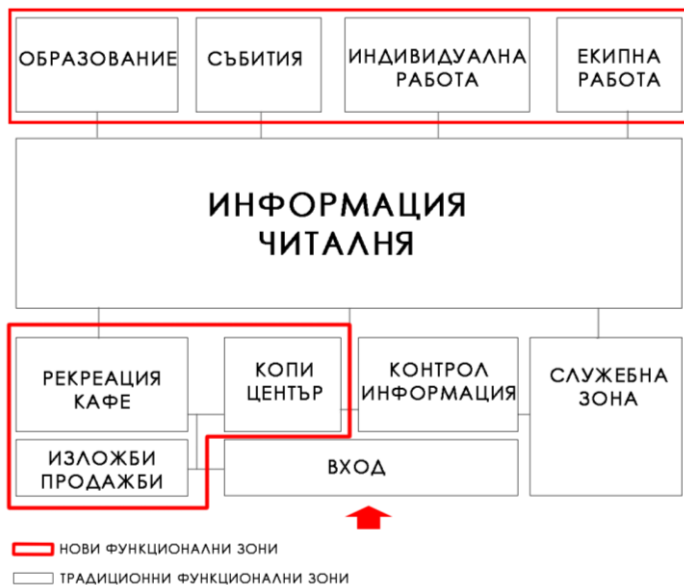 ОБРАЗОВАНИЕ
СЪБИТИЯ
ИНДИВИДУАЛНА
РАБОТА
ЕКИПНА
РАБОТА
ИНФОРМАЦИЯ
ЧИТАЛНЯ
РЕКРЕАЦИЯ
КАФЕ
КОПИ
ЦЕНТЪР
КОНТРОЛ
ИНФОРМАЦИЯ
СЛУЖЕБНА
ЗОНА
ИЗЛОЖБИ
ПРОДАЖБИ
ВХОД
НОВИ ФУНКЦИОНАЛНИ ЗОНИ
ТРАДИЦИОННИ ФУНКЦИОНАЛНИ ЗОНИ